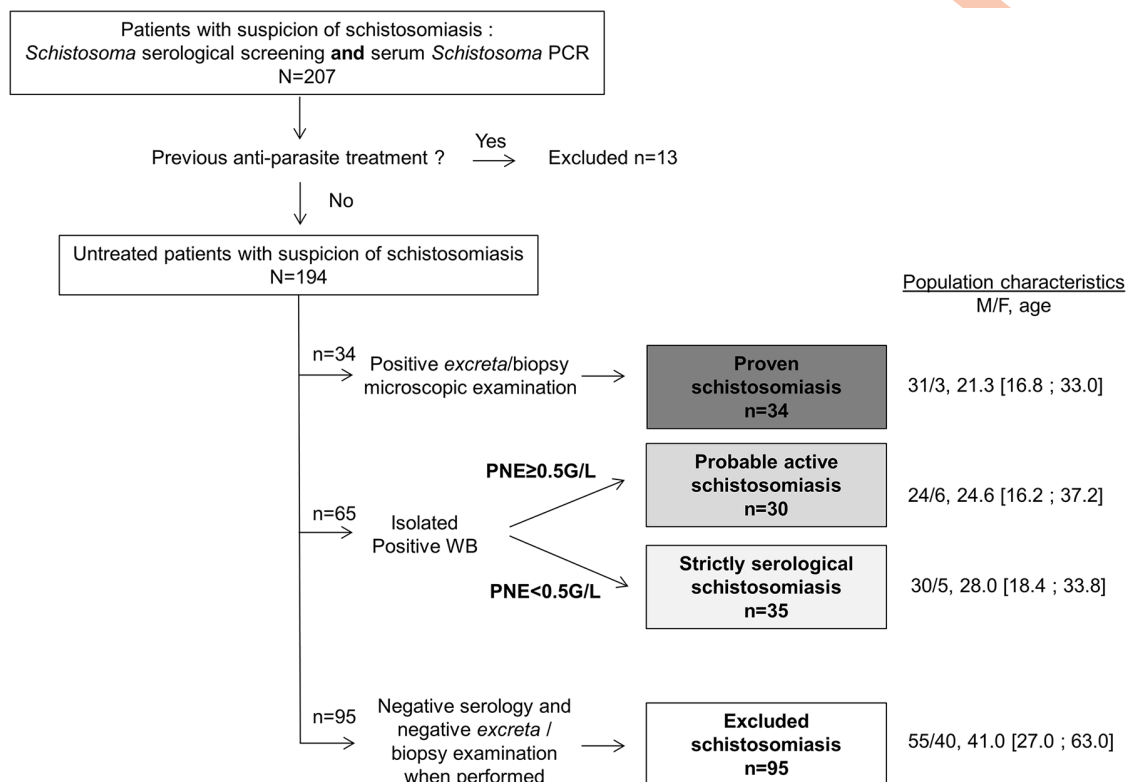 Patients with suspicion of schistosomiasis :
Schistosoma serological screening and serum Schistosoma PCR
N=207
Previous anti-parasite treatment ?
Yes
Excluded n=13
No
Untreated patients with suspicion of schistosomiasis
N=194
Population characteristics
M/F, age
n=34
Positive excreta/biopsy
microscopic examination
Proven
schistosomiasis
n=34
31/3, 21.3 [16.8 ; 33.0]
n=65
Isolated
Positive WB
PNE≥0.5G/L
Probable active
schistosomiasis
n=30
24/6, 24.6 [16.2 ; 37.2]
PNE<0.5G/L
Strictly serological
schistosomiasis
n=35
30/5, 28.0 [18.4 ; 33.8]
n=95
Negative serology and
negative excreta /
biopsy examination
when performed
Excluded
schistosomiasis
n=95
55/40, 41.0 [27.0 ; 63.0]